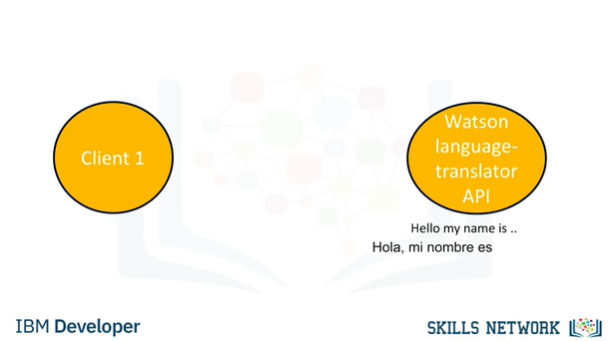 Client 1
Watson
language-
translator
API
Hello my name is ..
Hola, mi nombre es
IBM Developer
SKILLS NETWORK